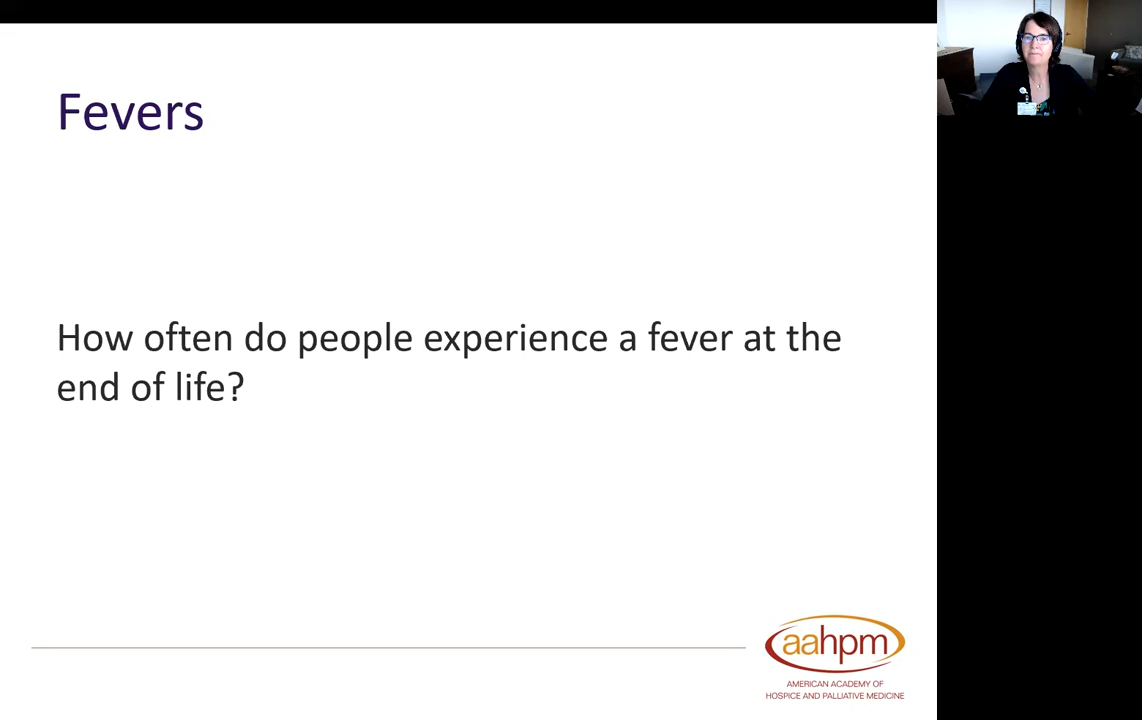 Fevers
How often do people experience a fever at the
end of life?
aahpm
AMERICAN ACADEMY OF
HOSPICE AND PALLIATIVE MEDICINE